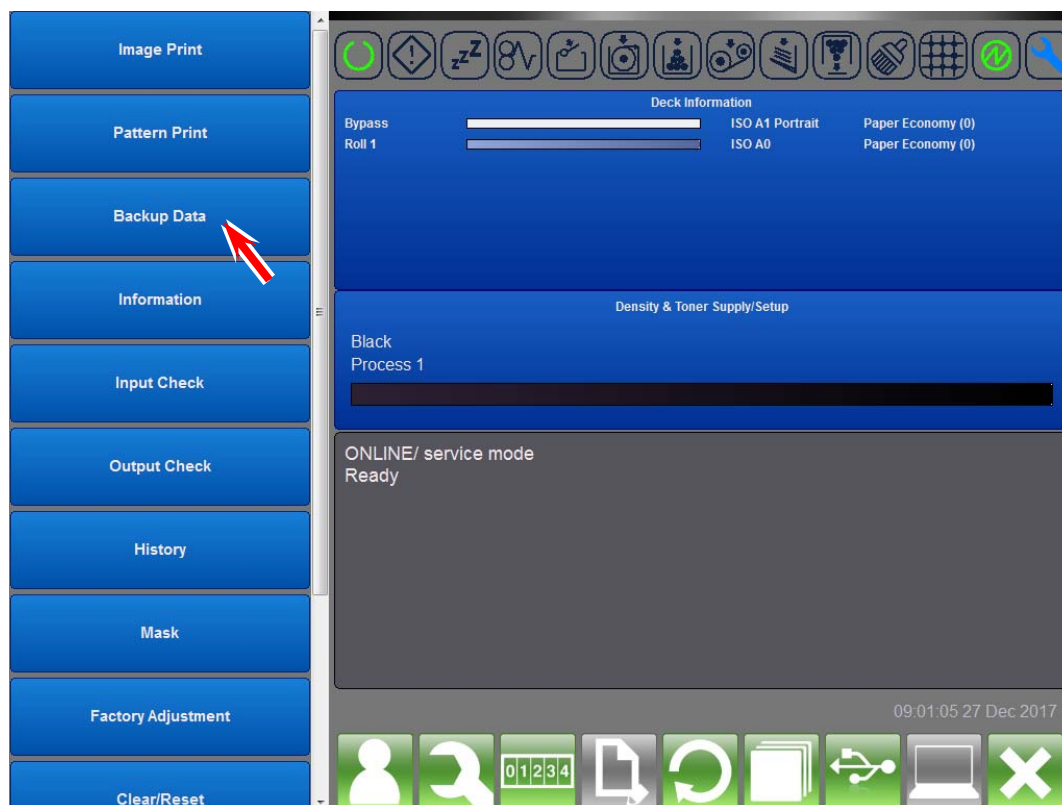 Image Print
Pattern Print
Backup Data
Information
Input Check
Output Check
History
Mask
Factory Adjustment
Clear/Reset
zzZ
Deck Information
Bypass ISO A1 Portrait Paper Economy (0)
Roll 1 ISO A0 Paper Economy (0)
Density & Toner Supply/Setup
Black
Process 1
ONLINE/ service mode
Ready
09:01:05 27 Dec 2017
01234